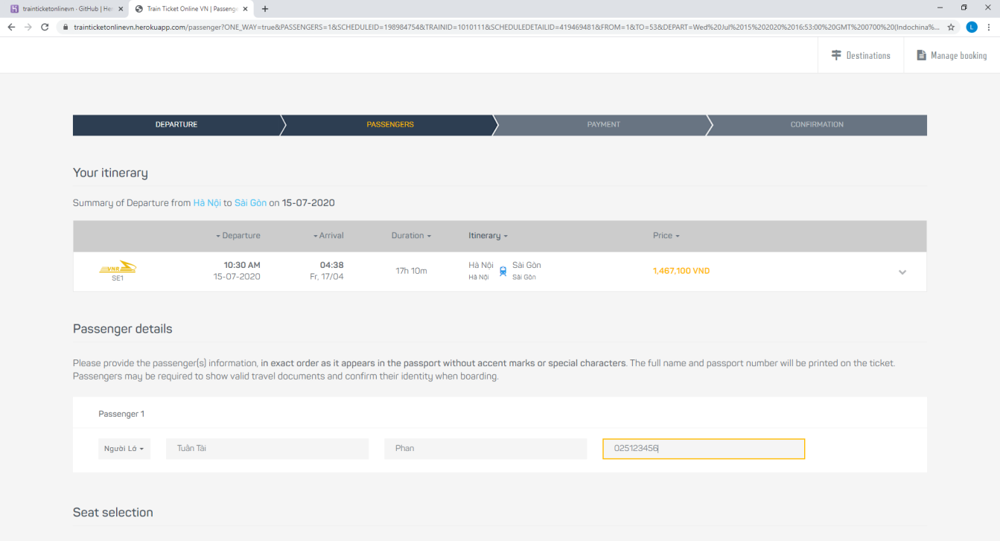 trainticketonlinevn · GitHub | Her
Train Ticket Online VN | Passenge
trainticketonlinevn.herokuapp.com/passenger?ONE_WAY=true&PASSENGERS=1&SCHEDULEID=198984754&TRAINID=1010111&SCHEDULEDETAILID=419469481&FROM=1&TO=53&DEPART=Wed%20Jul%2015%202020%2016:53:00%20GMT%200700%20(Indochina%...
L
Destinations
Manage booking
DEPARTURE
PASSENGERS
PAYMENT
CONFIRMATION
Your itinerary
Summary of Departure from Hà Nội to Sài Gòn on 15-07-2020
Departure
Arrival
Duration
Itinerary
Price
VNR
SE1
10:30 AM
15-07-2020
04:38
Fr, 17/04
17h 10m
Hà Nội
Hà Nội
Sài Gòn
Sài Gòn
1,467,100 VND
Passenger details
Please provide the passenger(s) information, in exact order as it appears in the passport without accent marks or special characters. The full name and passport number will be printed on the ticket.
Passengers may be required to show valid travel documents and confirm their identity when boarding.
Passenger 1
Người Lớ
Tuân Tài
Phan
025123456
Seat selection